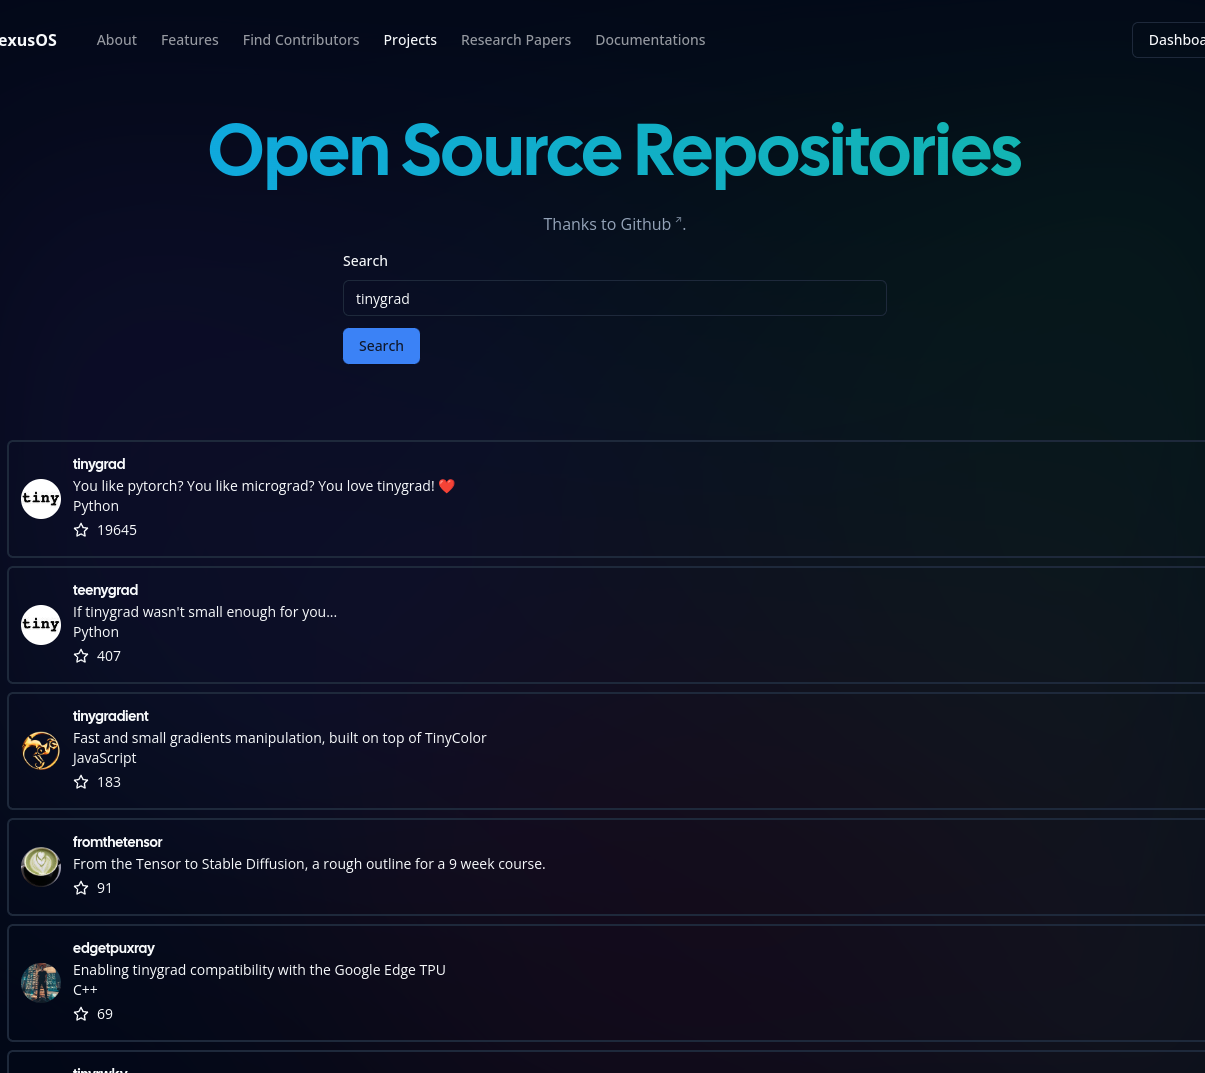 exusOS About Features Find Contributors Projects Research Papers Documentations Dashboa
Open Source Repositories
Thanks to Github ↗.
Search
tinygrad
Search
tinygrad
You like pytorch? You like micrograd? You love tinygrad! ❤️
tiny
Python
19645
teenygrad
If tinygrad wasn't small enough for you...
tiny
Python
407
tinygradient
Fast and small gradients manipulation, built on top of TinyColor
JavaScript
183
fromthetensor
From the Tensor to Stable Diffusion, a rough outline for a 9 week course.
91
edgetpuxray
Enabling tinygrad compatibility with the Google Edge TPU
C++
69